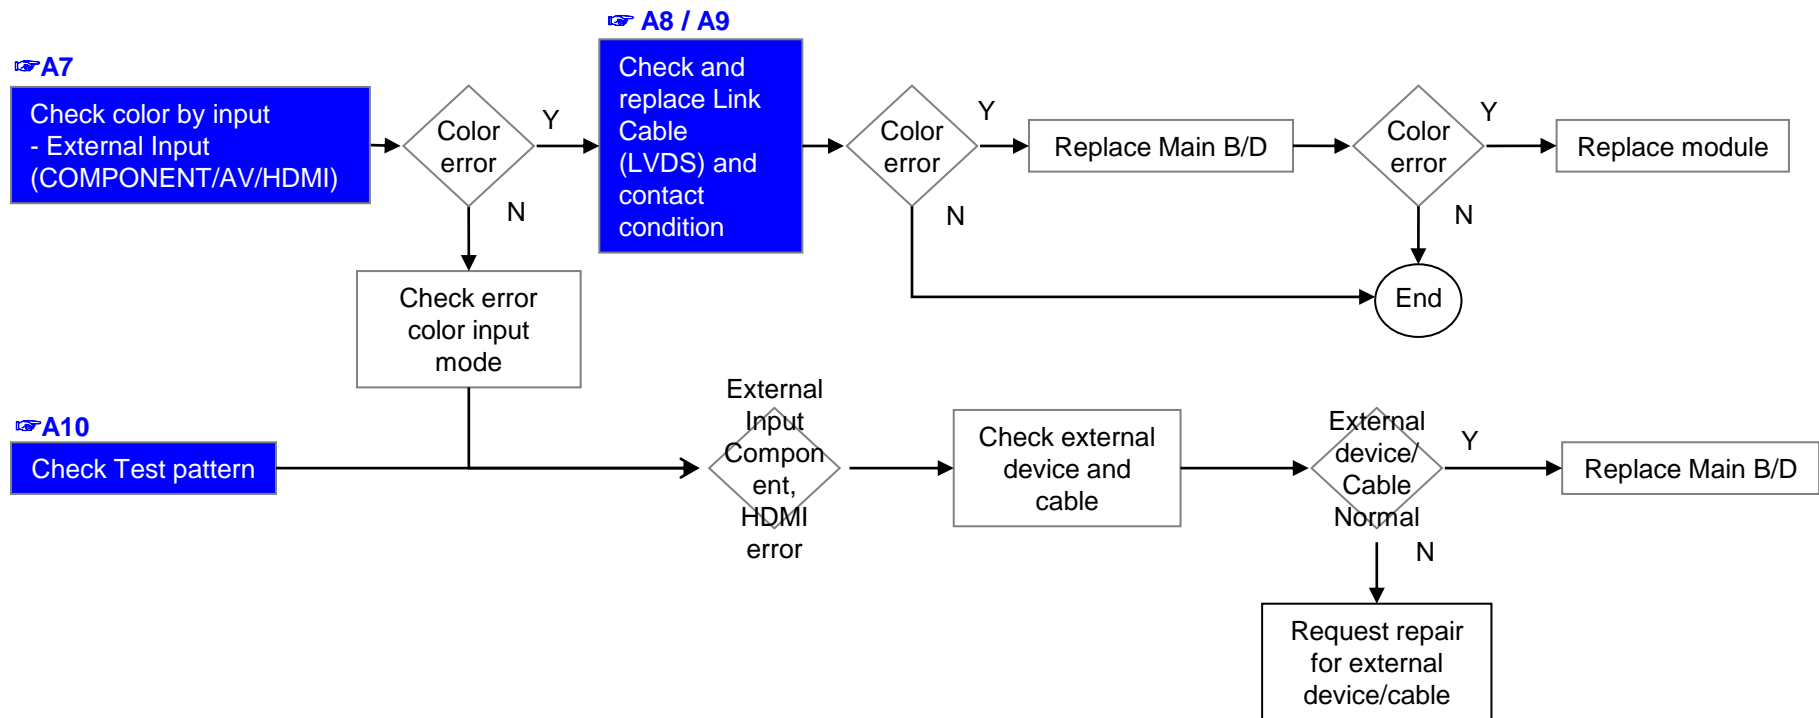 ☞ A8 / A9
☞A7
Check color by input
- External Input
(COMPONENT/AV/HDMI)
Color
error
Y
N
Check and
replace Link
Cable
(LVDS) and
contact
condition
Color
error
Y
N
Replace Main B/D
Color
error
Y
N
Replace module
End
Check error
color input
mode
☞A10
Check Test pattern
External
Input
Compon
ent,
HDMI
error
Check external
device and
cable
External
device/
Cable
Normal
Y
N
Replace Main B/D
Request repair
for external
device/cable